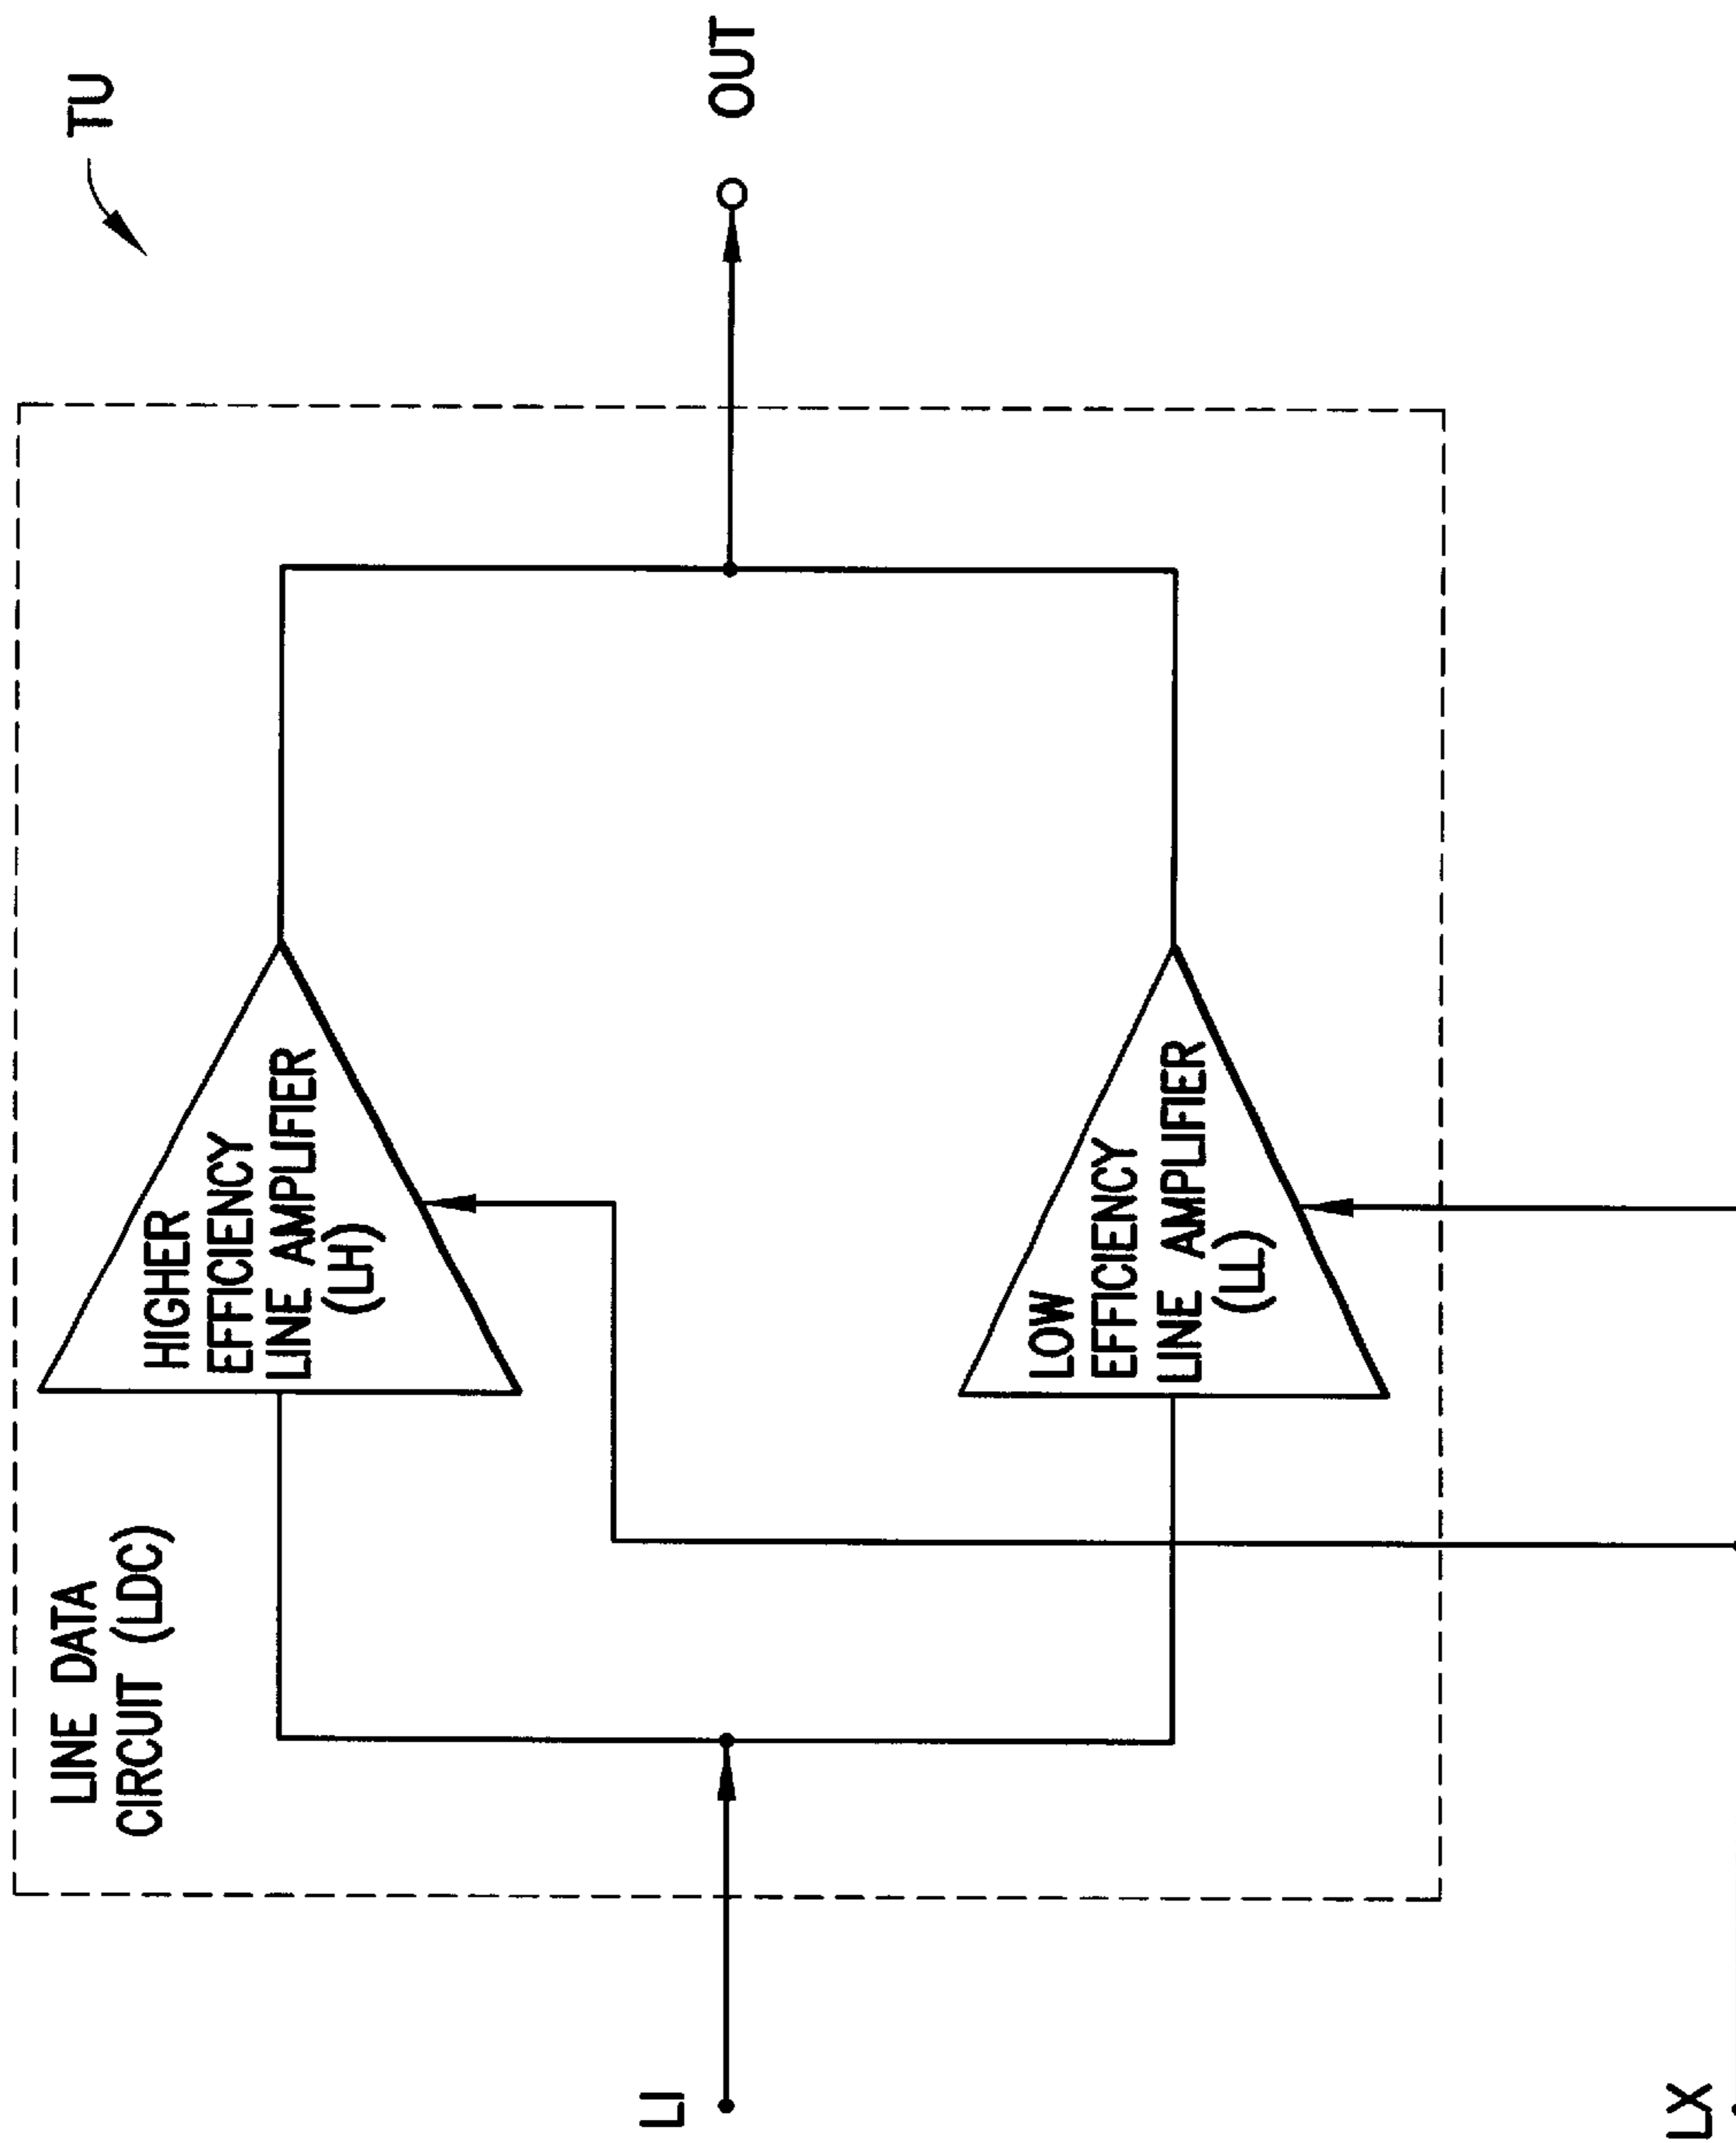 LINE DATA
CIRCUIT (LDC)
TU
HIGHER
EFFICIENCY
LINE AMPLIFIER
(LH)
LI
OUT
LOW
EFFICIENCY
LINE AMPLIFIER
(LL)
LX